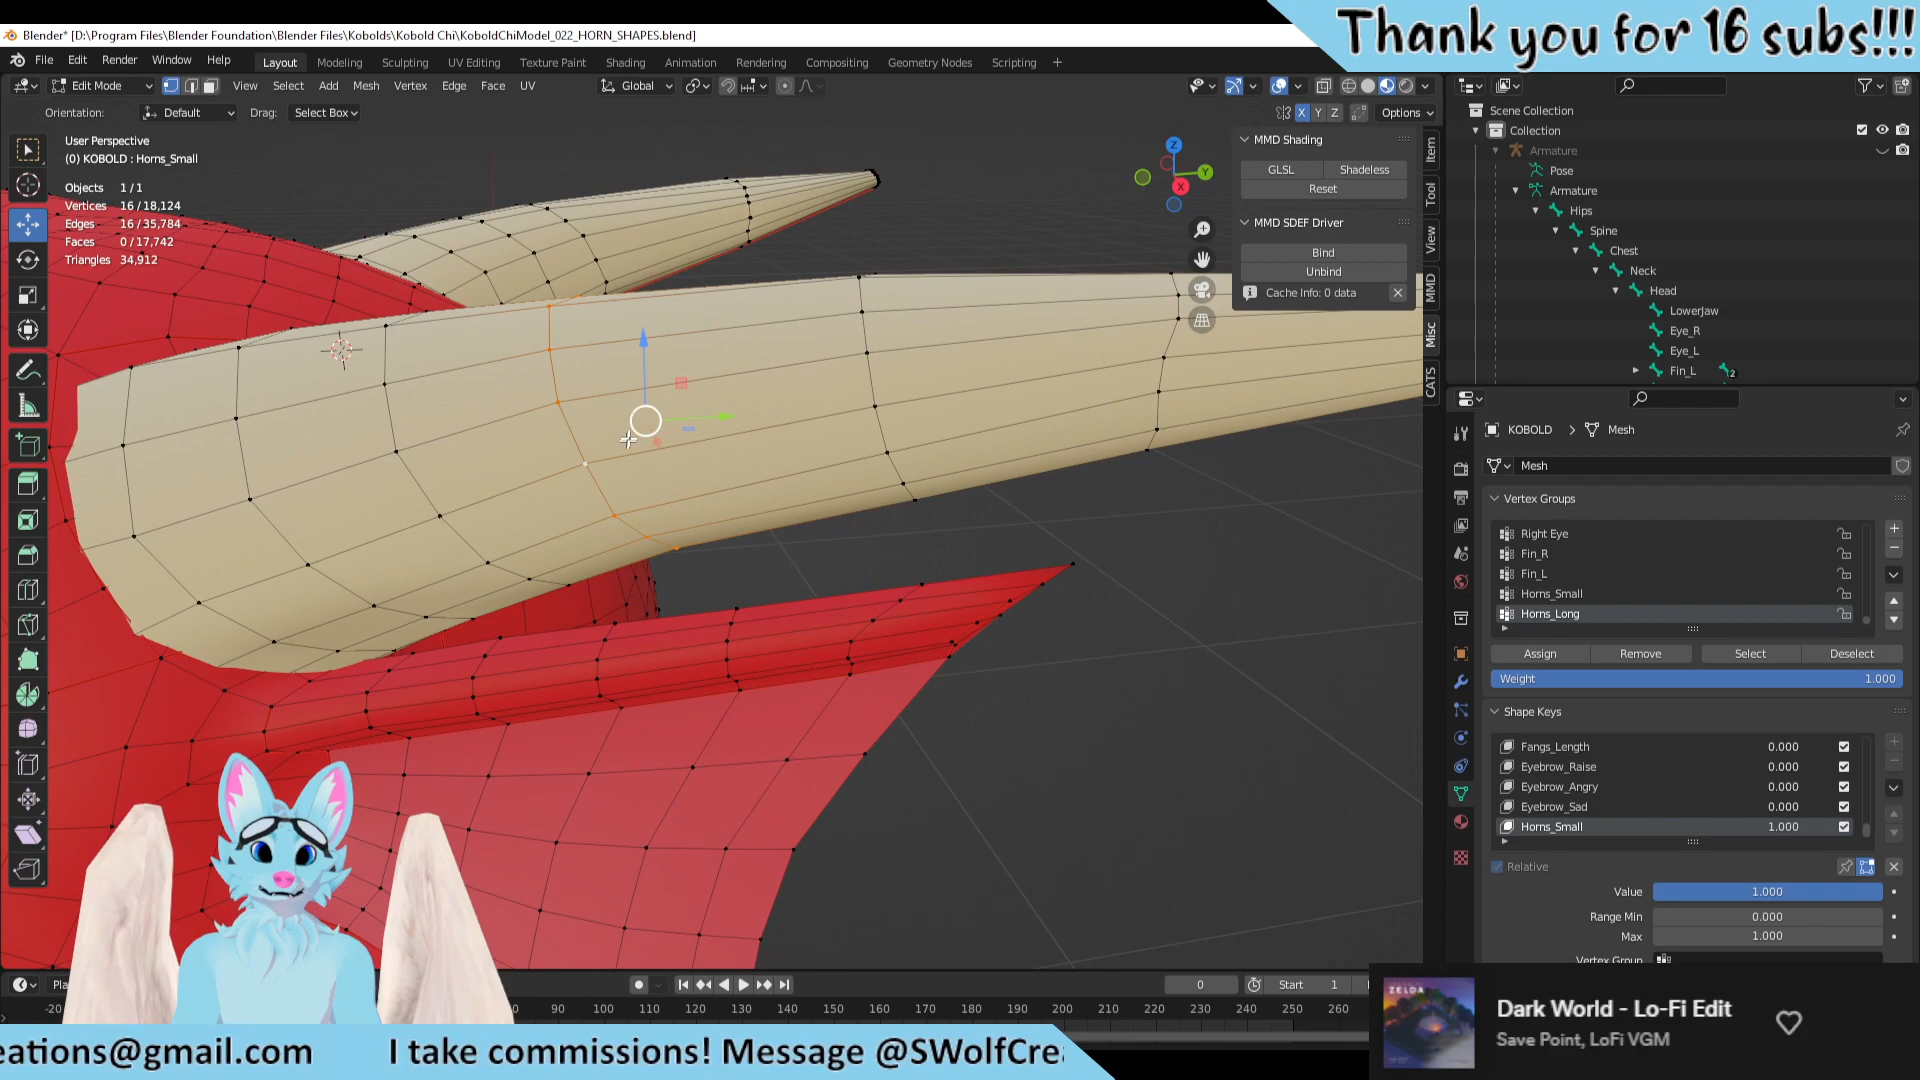 Thank you for 16 subs!!!
Blender* [D:\Program Files\Blender Foundation\Blender Files\Kobolds\Kobold Chi\KoboldChiModel_022_HORN_SHAPES.blend]
File Edit Render Window Help Layout Modeling Sculpting UV Editing Texture Paint Shading Animation Rendering Compositing Geometry Nodes Scripting +
Edit Mode View Select Add Mesh Vertex Edge Face UV Global
Orientation: Default Drag: Select Box X Y Z Options
User Perspective
(0) KOBOLD : Horns_Small
Objects 1 / 1
Vertices 16 / 18,124
Edges 16 / 35,784
Faces 0 / 17,742
Triangles 34,912
Z
Y
X
MMD Shading
GLSL Shadeless
Reset
MMD SDEF Driver
Bind
Unbind
Cache Info: 0 data
Item
Tool
View
MMD
Misc
CATS
Scene Collection
Collection
Armature
Pose
Armature
Hips
Spine
Chest
Neck
Head
LowerJaw
Eye_R
Eye_L
Fin_L 2
KOBOLD > Mesh
Mesh
Vertex Groups
Right Eye
Fin_R
Fin_L
Horns_Small
Horns_Long
Assign Remove Select Deselect
Weight 1.000
Shape Keys
Fangs_Length 0.000
Eyebrow_Raise 0.000
Eyebrow_Angry 0.000
Eyebrow_Sad 0.000
Horns_Small 1.000
Relative
Value 1.000
Range Min 0.000
Max 1.000
Vertex Group
0 Start 1
-20 90 100 110 120 130 140 150 160 170 180 190 200 210 220 230 240 250 260
eations@gmail.com I take commissions! Message @SWolfCre
ZELDA
Dark World - Lo-Fi Edit
Save Point, LoFi VGM